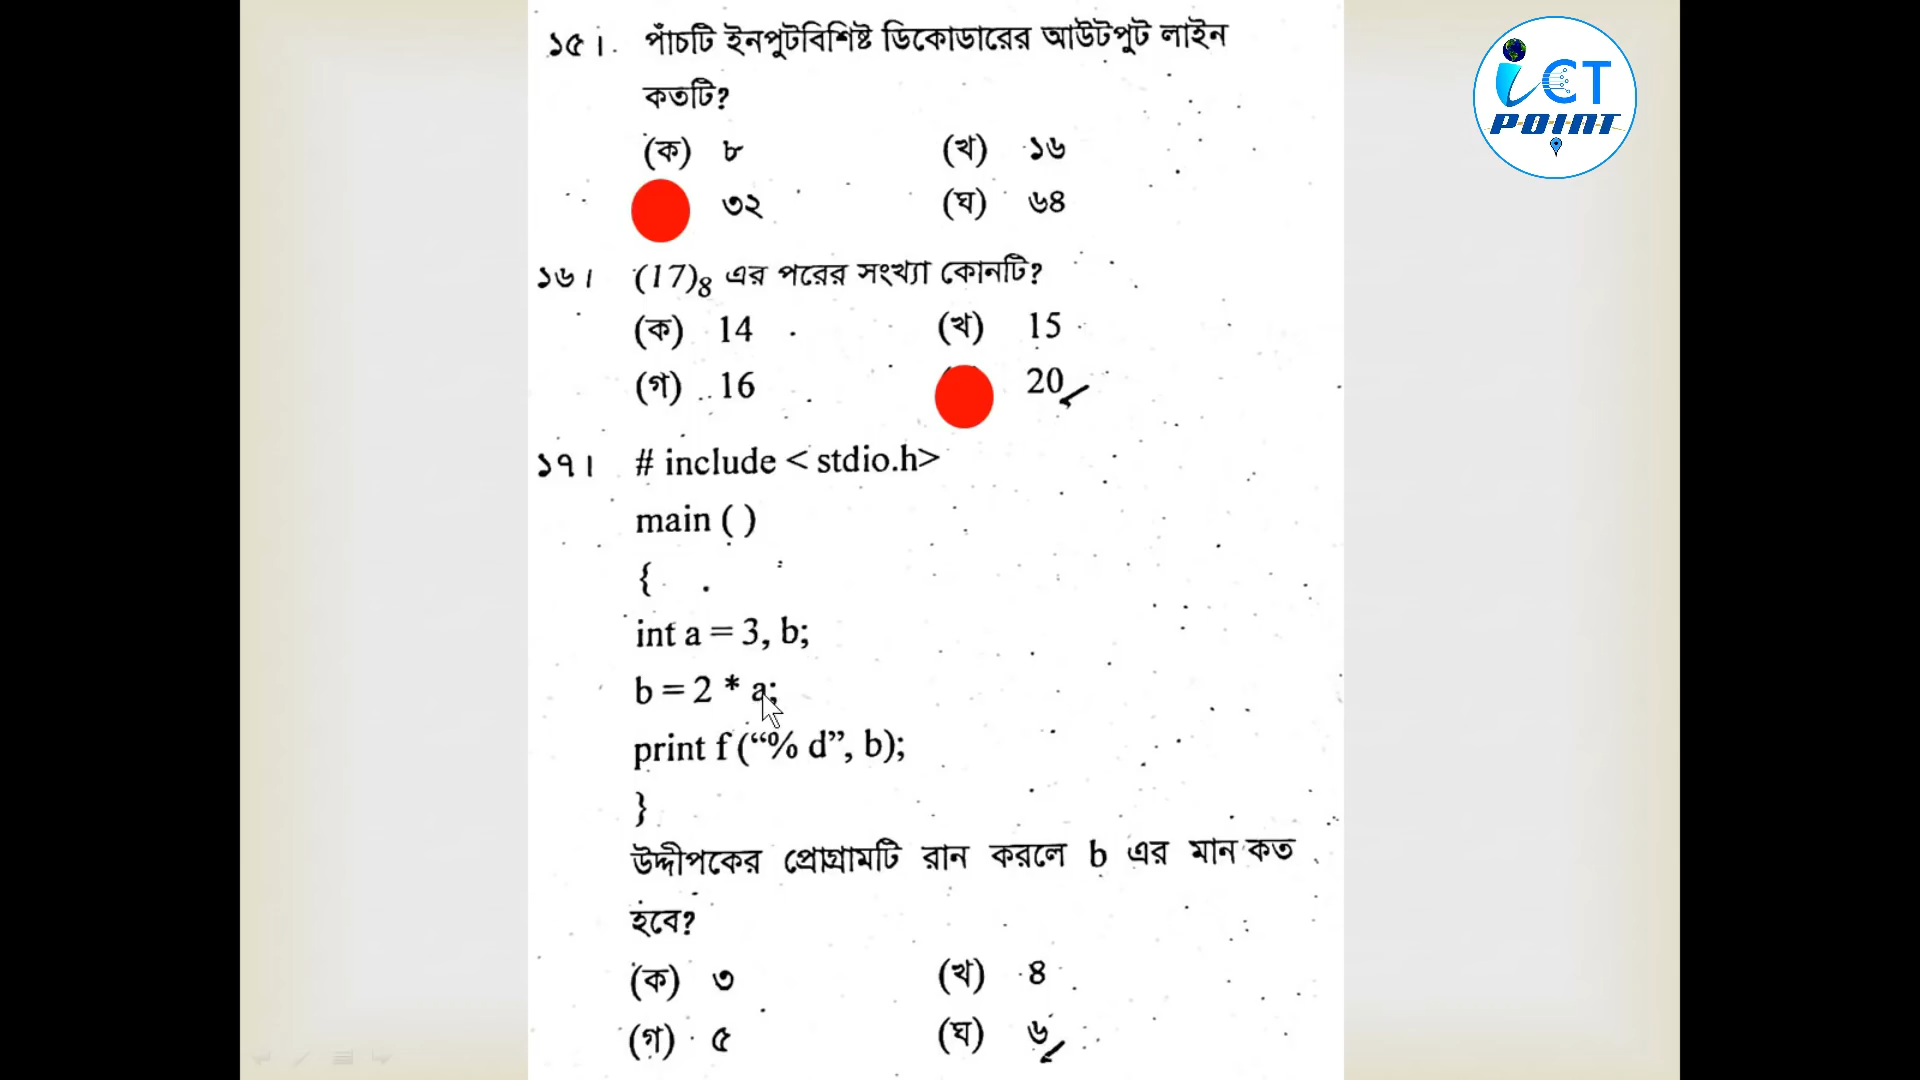 iCT
POINT
১৫। পাঁচটি ইনপুটবিশিষ্ট ডিকোডারের আউটপুট লাইন
কতটি?
(ক) ৮ (খ) ১৬
৩২ (ঘ) ৬৪
১৬। (17)8 এর পরের সংখ্যা কোনটি?
(ক) 14 (খ) 15
(গ) 16 20
১৭। # include < stdio.h>
main ( )
{
int a = 3, b;
b = 2 * a;
print f (“% d”, b);
}
উদ্দীপকের প্রোগ্রামটি রান করলে b এর মান কত
হবে?
(ক) ৩ (খ) ৪
(গ) ৫ (ঘ) ৬